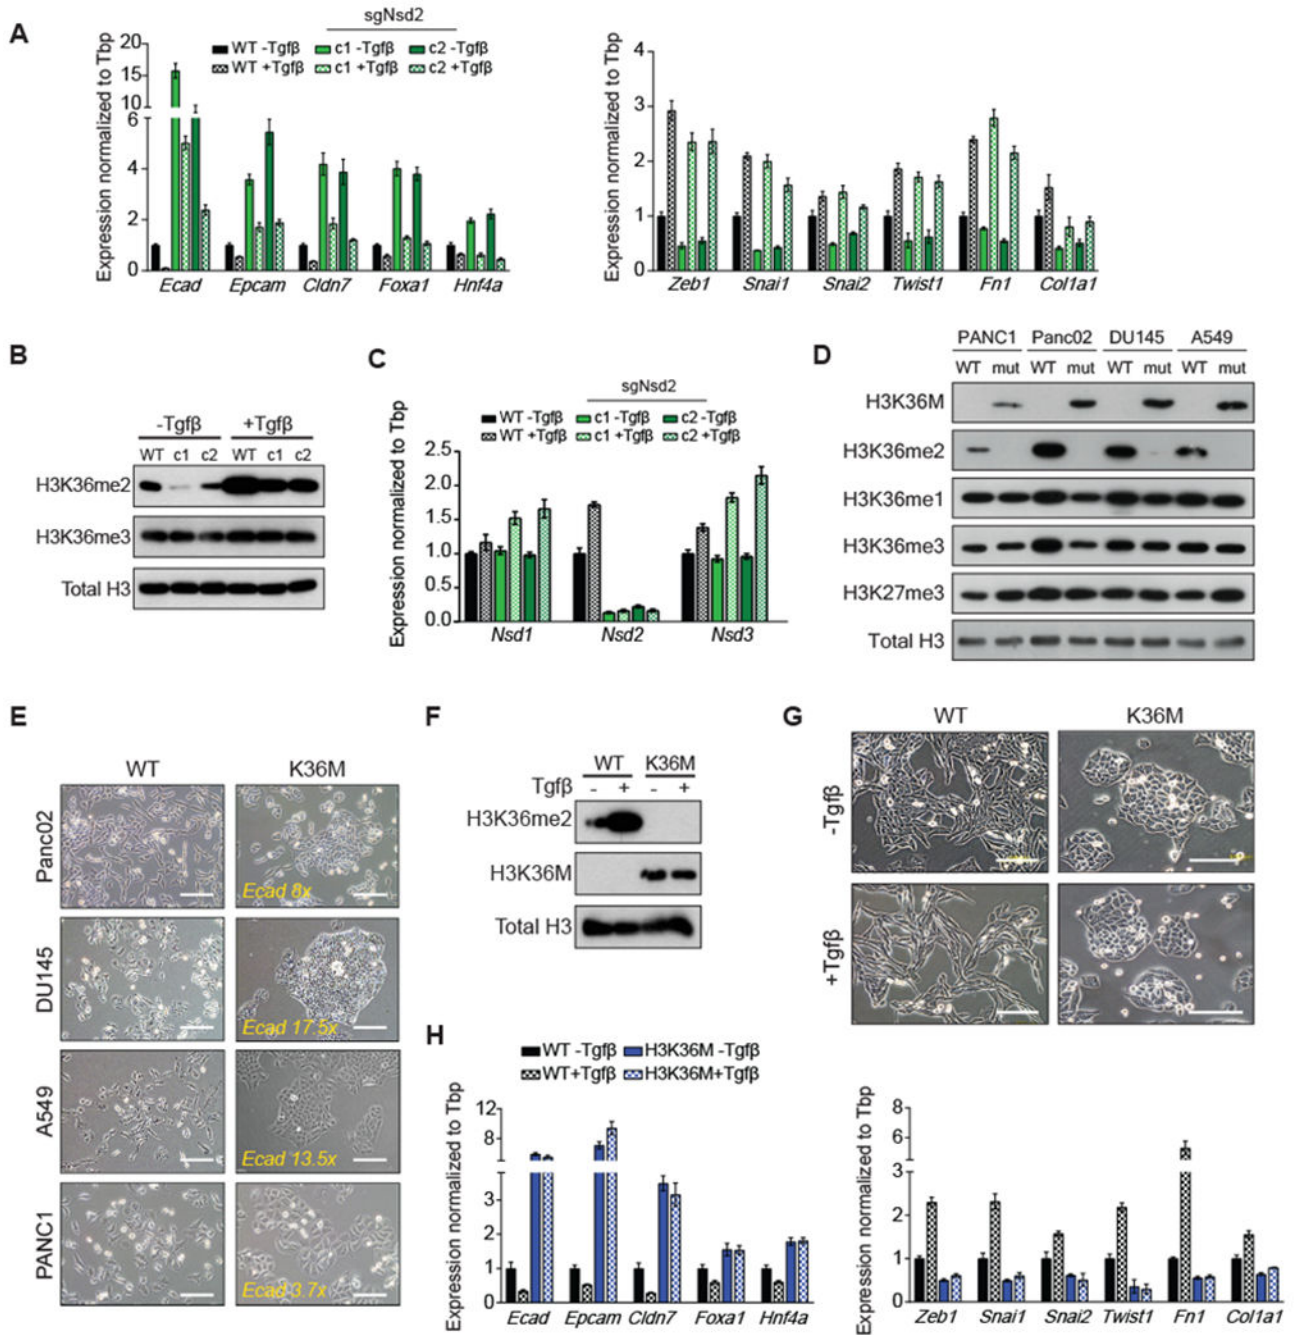 A
sgNsd2
WT -Tgfβ c1 -Tgfβ c2 -Tgfβ
WT +Tgfβ c1 +Tgfβ c2 +Tgfβ
Expression normalized to Tbp
20
15
10
6
4
2
0
Ecad Epcam Cldn7 Foxa1 Hnf4a
Expression normalized to Tbp
4
3
2
1
0
Zeb1 Snai1 Snai2 Twist1 Fn1 Col1a1
B
-Tgfβ +Tgfβ
WT c1 c2 WT c1 c2
H3K36me2
H3K36me3
Total H3
C
sgNsd2
WT -Tgfβ c1 -Tgfβ c2 -Tgfβ
WT +Tgfβ c1 +Tgfβ c2 +Tgfβ
Expression normalized to Tbp
2.5
2.0
1.5
1.0
0.5
0.0
Nsd1 Nsd2 Nsd3
D
PANC1 Panc02 DU145 A549
WT mut WT mut WT mut WT mut
H3K36M
H3K36me2
H3K36me1
H3K36me3
H3K27me3
Total H3
E
WT K36M
Panc02
Ecad 8x
DU145
Ecad 17.5x
A549
Ecad 13.5x
PANC1
Ecad 3.7x
F
WT K36M
Tgfβ - + - +
H3K36me2
H3K36M
Total H3
G
WT K36M
-Tgfβ
+Tgfβ
H
WT -Tgfβ H3K36M -Tgfβ
WT+Tgfβ H3K36M+Tgfβ
Expression normalized to Tbp
12
8
3
2
1
0
Ecad Epcam Cldn7 Foxa1 Hnf4a
Expression normalized to Tbp
8
6
3
2
1
0
Zeb1 Snai1 Snai2 Twist1 Fn1 Col1a1